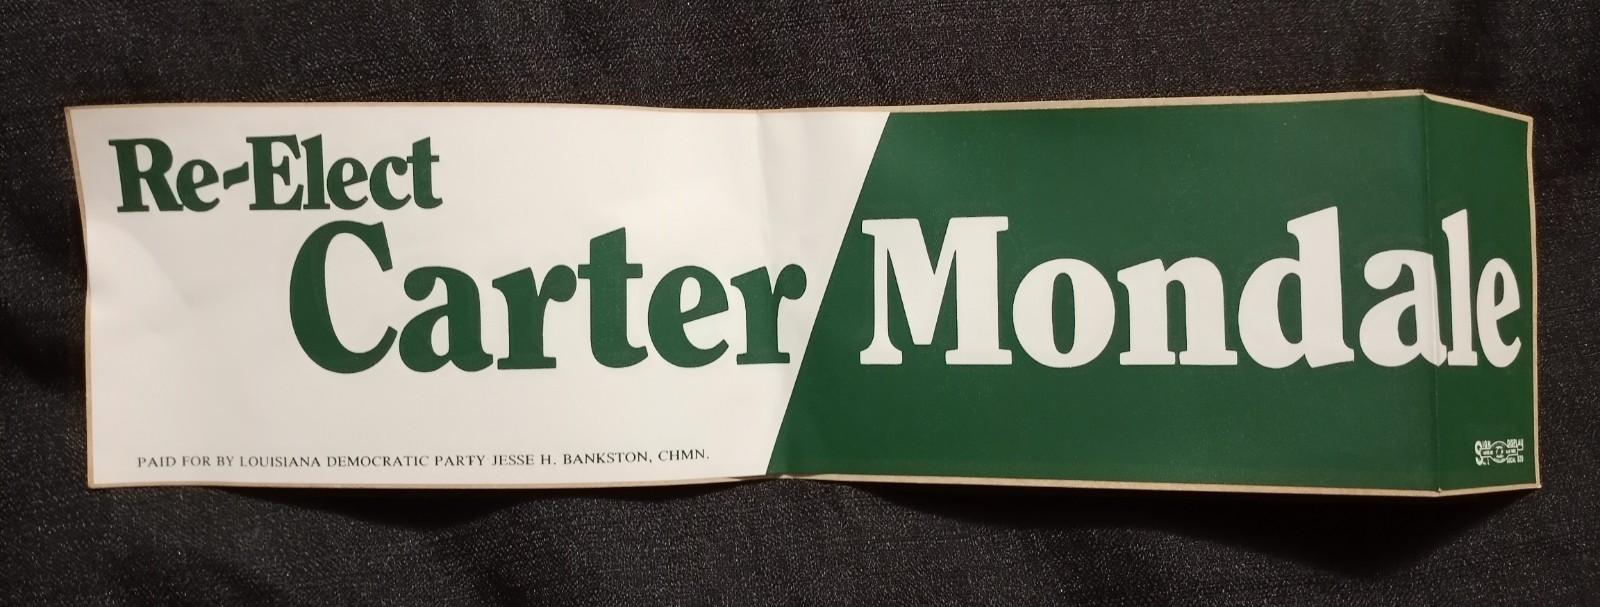 Re-Elect
Carter/Mondale
PAID FOR BY LOUISIANA DEMOCRATIC PARTY JESSE H. BANKSTON, CHMN.